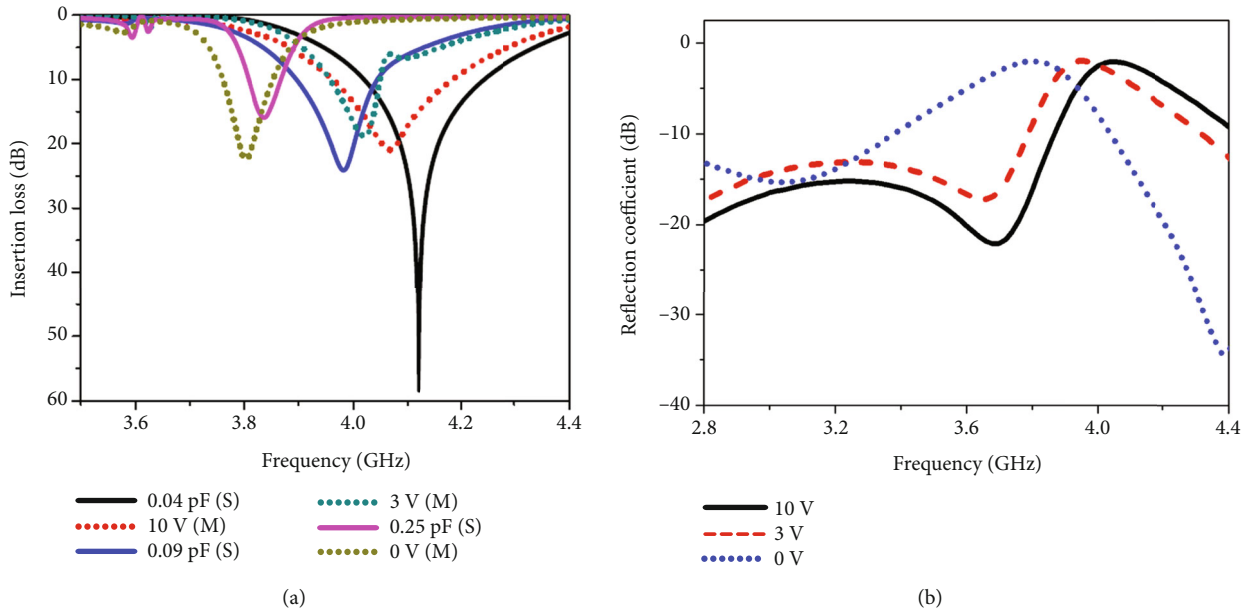 0
10
20
30
40
50
60
Insertion loss (dB)
3.6 3.8 4.0 4.2 4.4
Frequency (GHz)
0.04 pF (S)
10 V (M)
0.09 pF (S)
3 V (M)
0.25 pF (S)
0 V (M)
(a)
0
−10
−20
−30
−40
Reflection coefficient (dB)
2.8 3.2 3.6 4.0 4.4
Frequency (GHz)
10 V
3 V
0 V
(b)